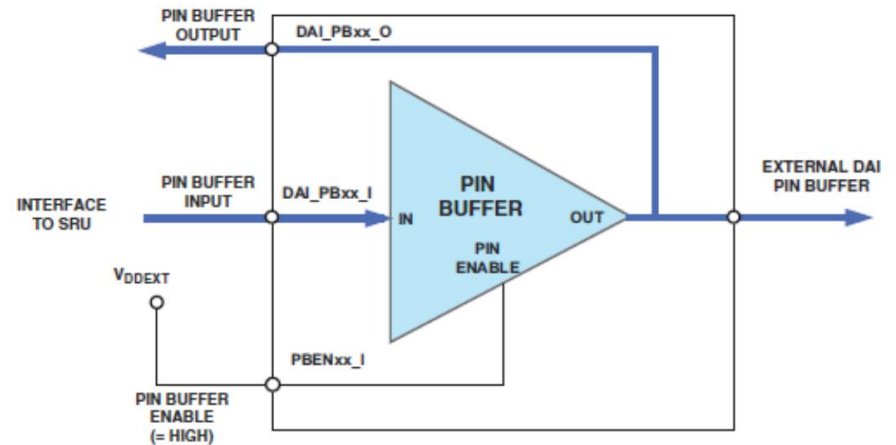 PIN BUFFER
OUTPUT
DAI_PBxx_O
PIN BUFFER
INPUT
DAI_PBxx_I
INTERFACE
TO SRU
IN
PIN
BUFFER
OUT
PIN
ENABLE
EXTERNAL DAI
PIN BUFFER
VDDEXT
PBENxx_I
PIN BUFFER
ENABLE
(= HIGH)